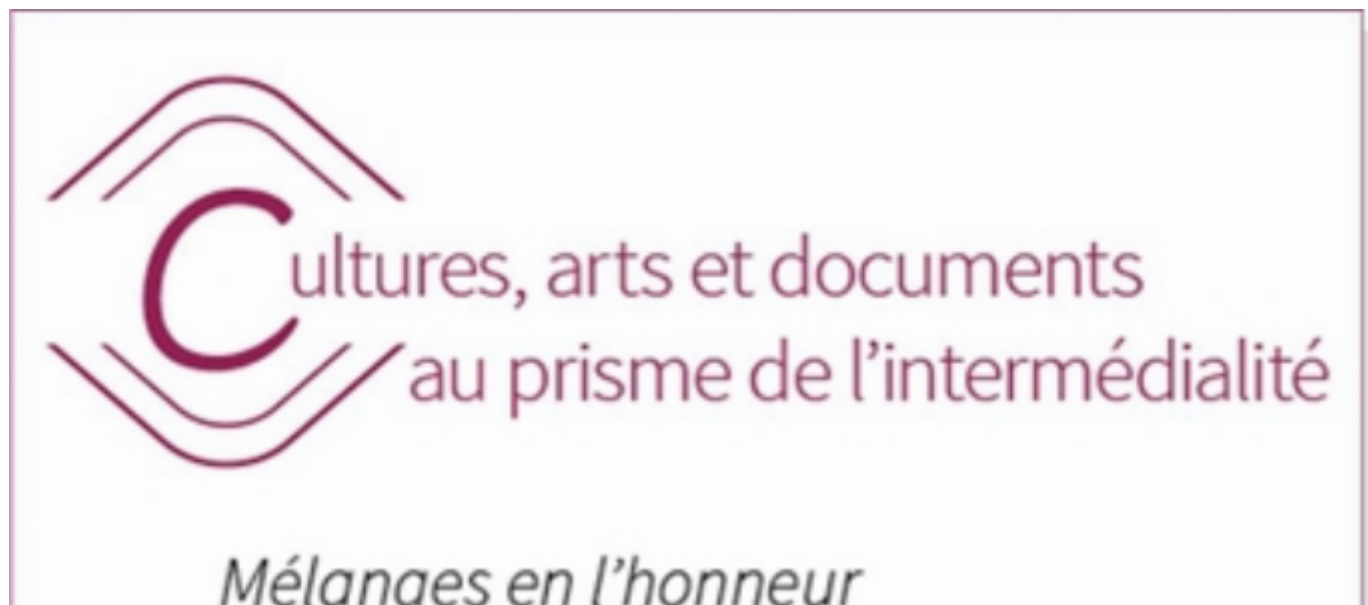 Cultures, arts et documents
au prisme de l’intermédialité
Mélanges en l’honneur